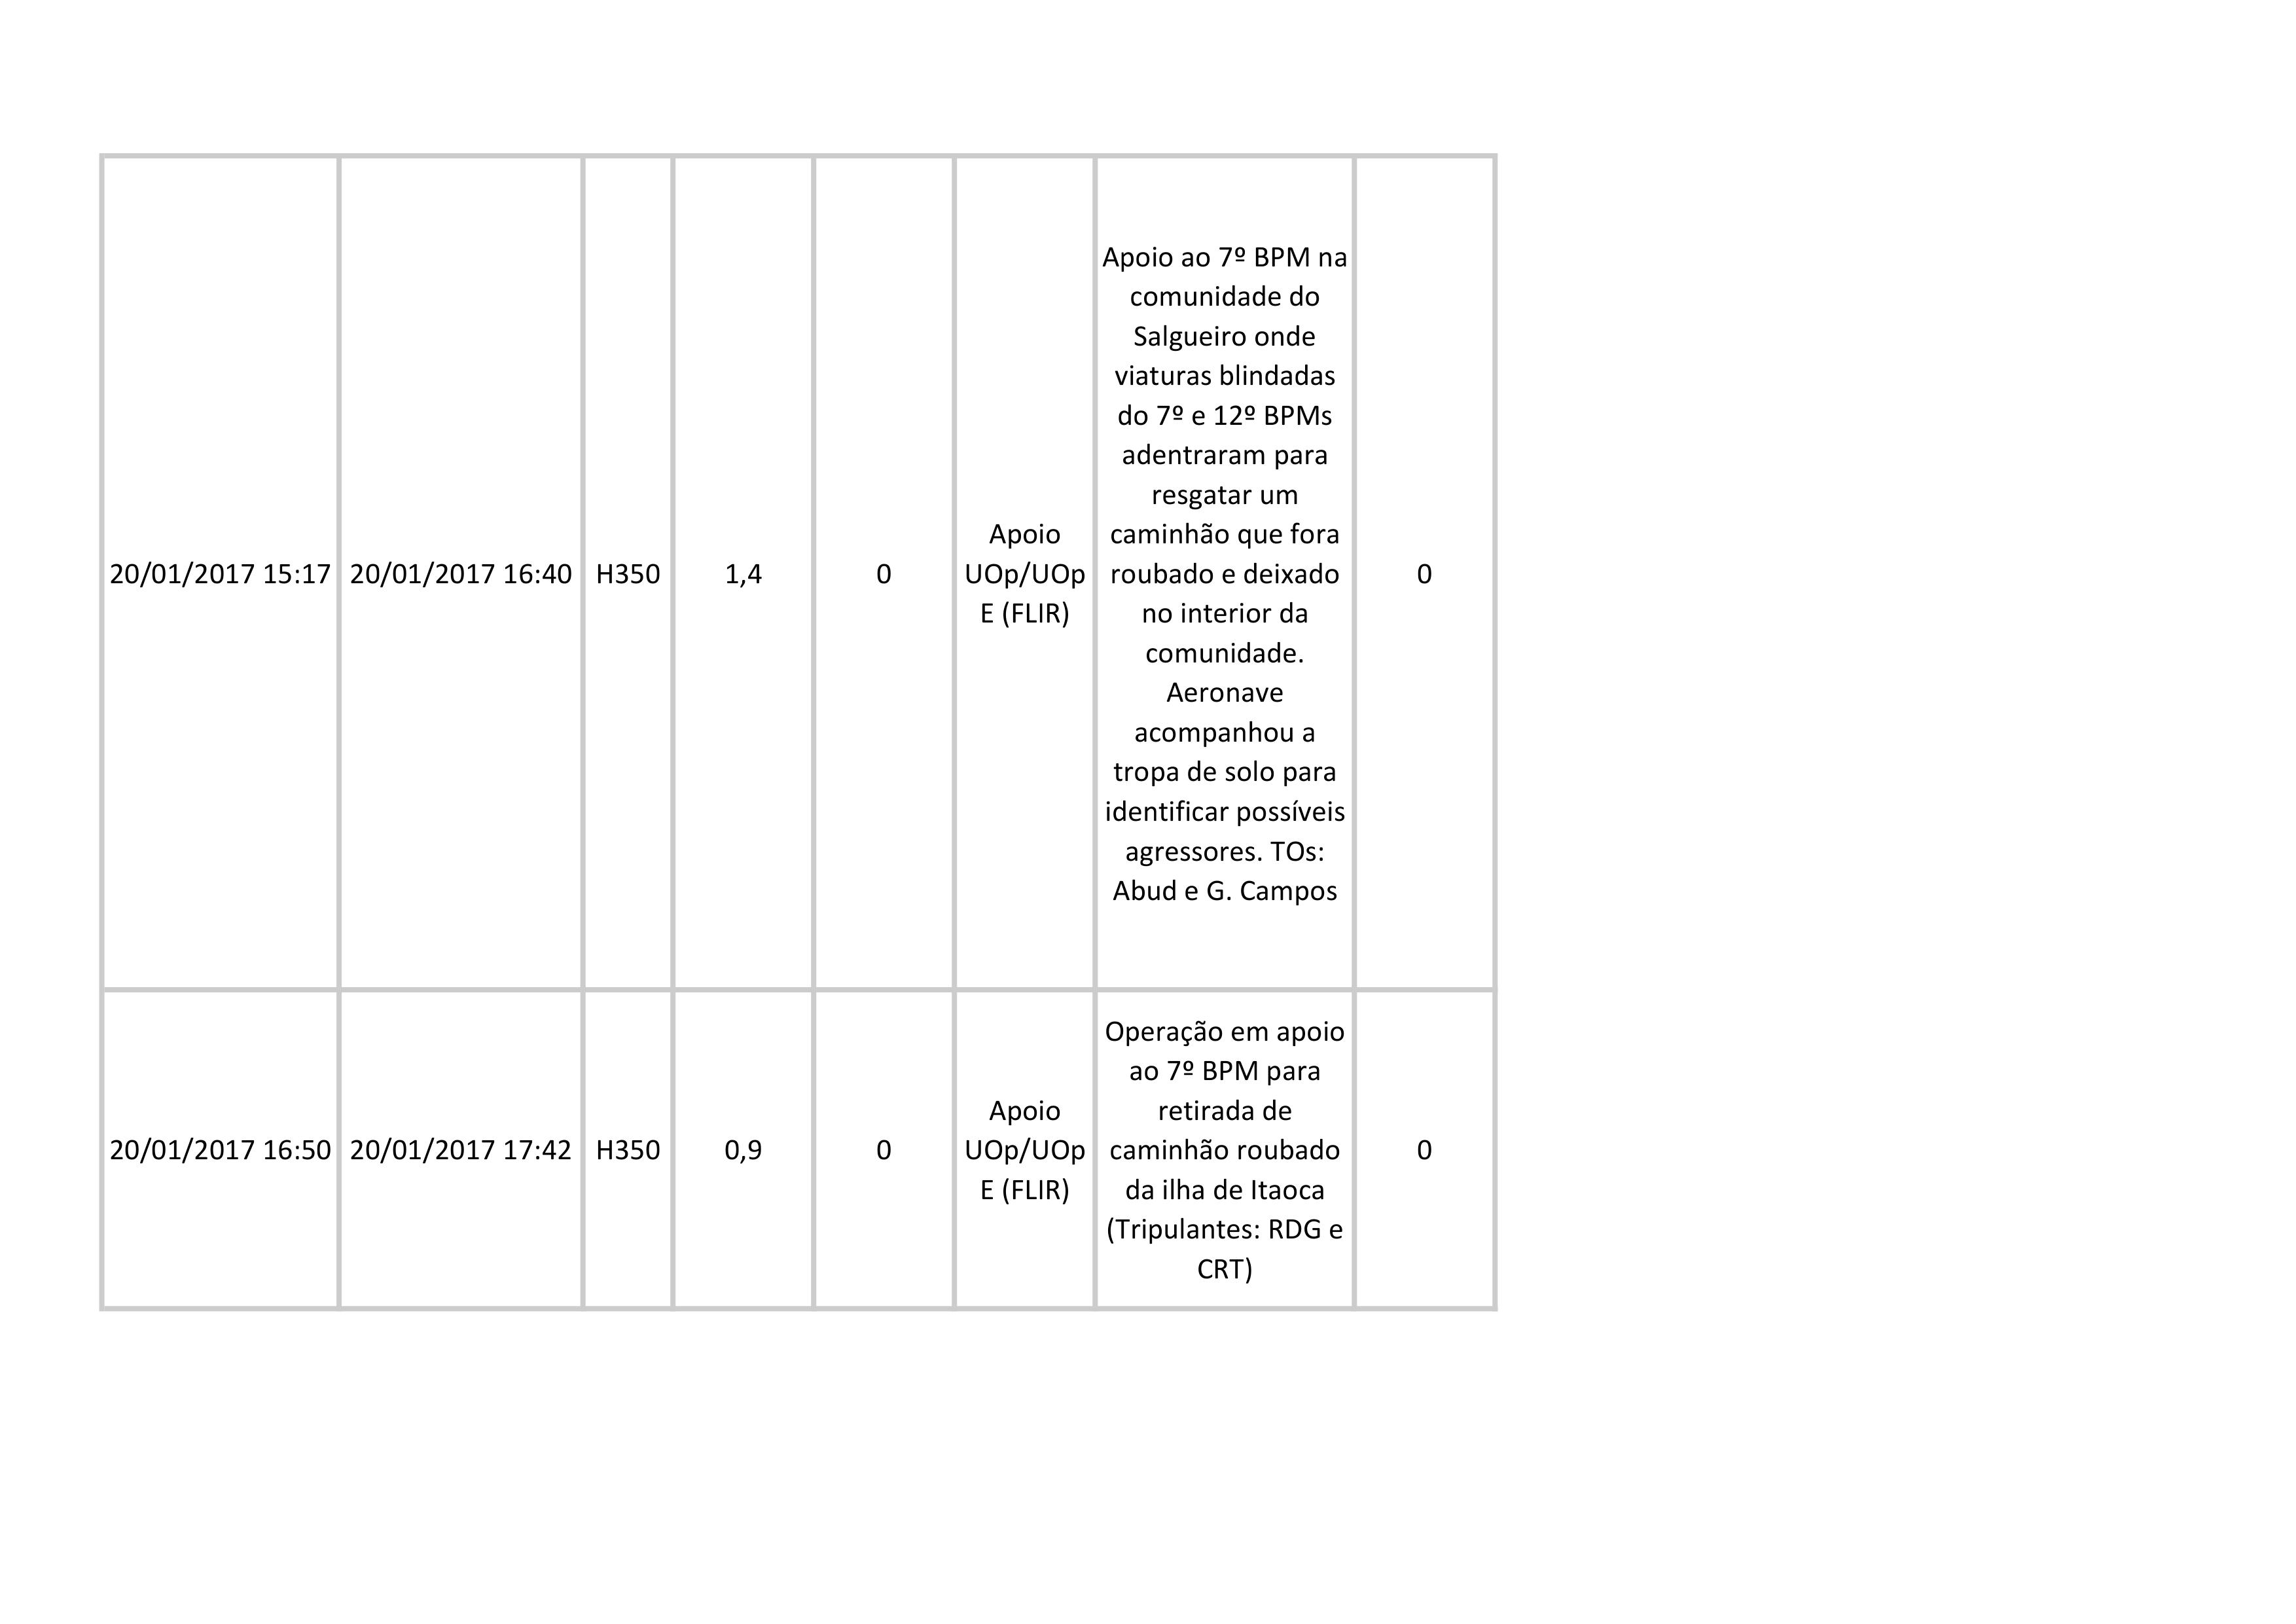 20/01/2017 15:17
20/01/2017 16:40
H350
1,4
0
Apoio
UOp/UOp
E (FLIR)
Apoio ao 7º BPM na
comunidade do
Salgueiro onde
viaturas blindadas
do 7º e 12º BPMs
adentraram para
resgatar um
caminhão que fora
roubado e deixado
no interior da
comunidade.
Aeronave
acompanhou a
tropa de solo para
identificar possíveis
agressores. TOs:
Abud e G. Campos
0
20/01/2017 16:50
20/01/2017 17:42
H350
0,9
0
Apoio
UOp/UOp
E (FLIR)
Operação em apoio
ao 7º BPM para
retirada de
caminhão roubado
da ilha de Itaoca
(Tripulantes: RDG e
CRT)
0